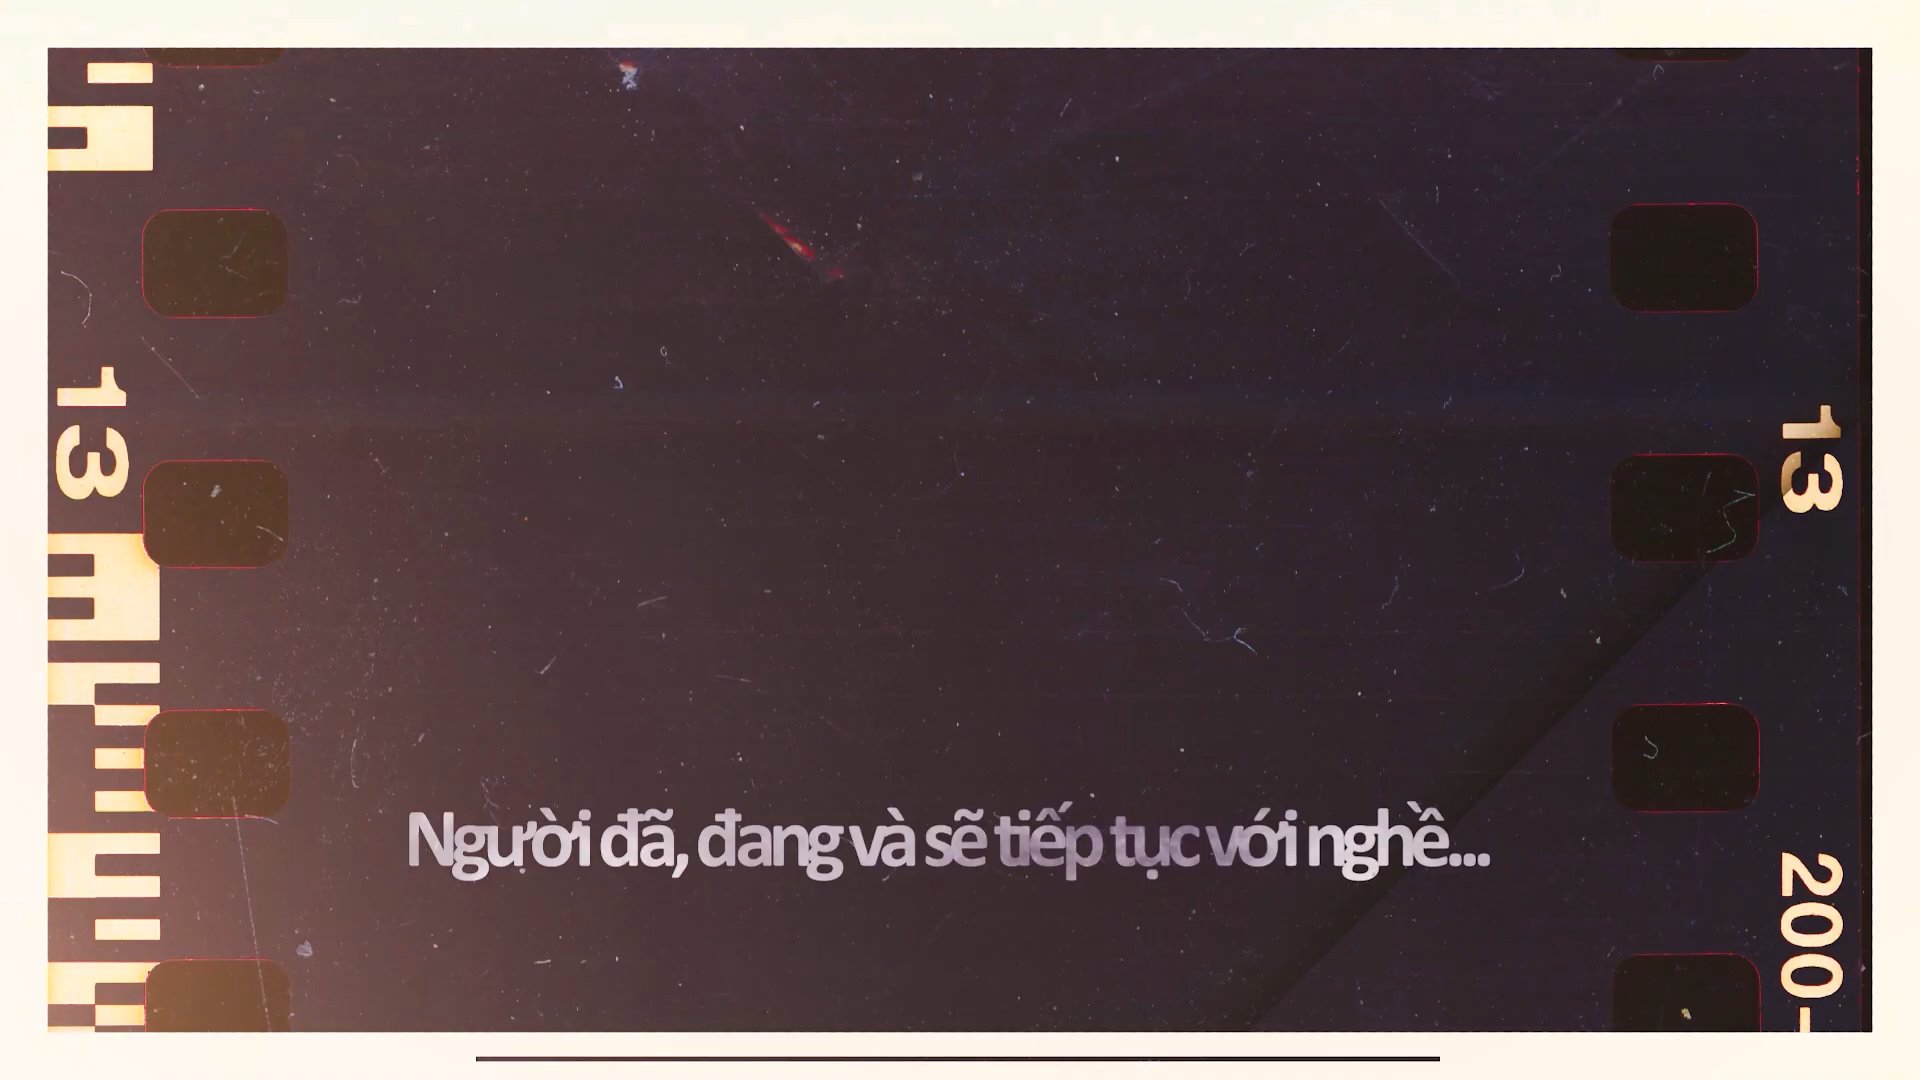 13
13
Người đã, đang và sẽ tiếp tục với nghề...
200-